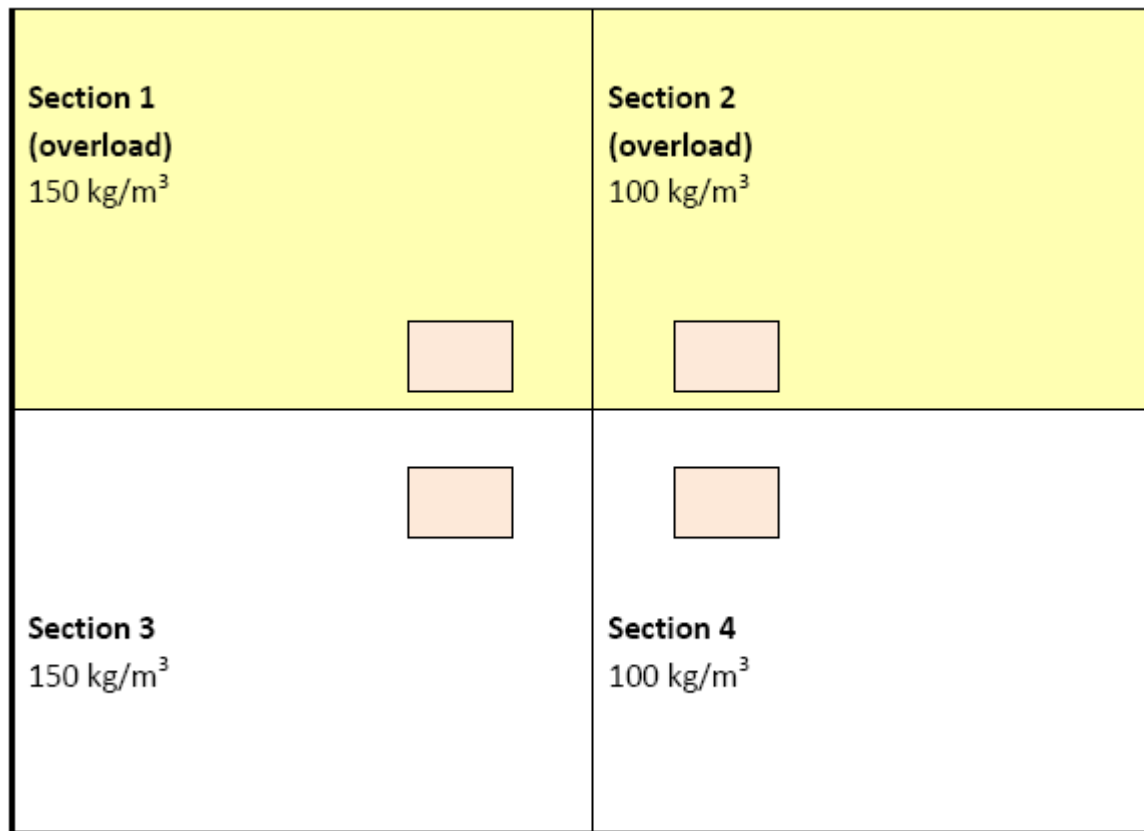 Section 1
(overload)
150 kg/m³
Section 2
(overload)
100 kg/m³
Section 3
150 kg/m³
Section 4
100 kg/m³